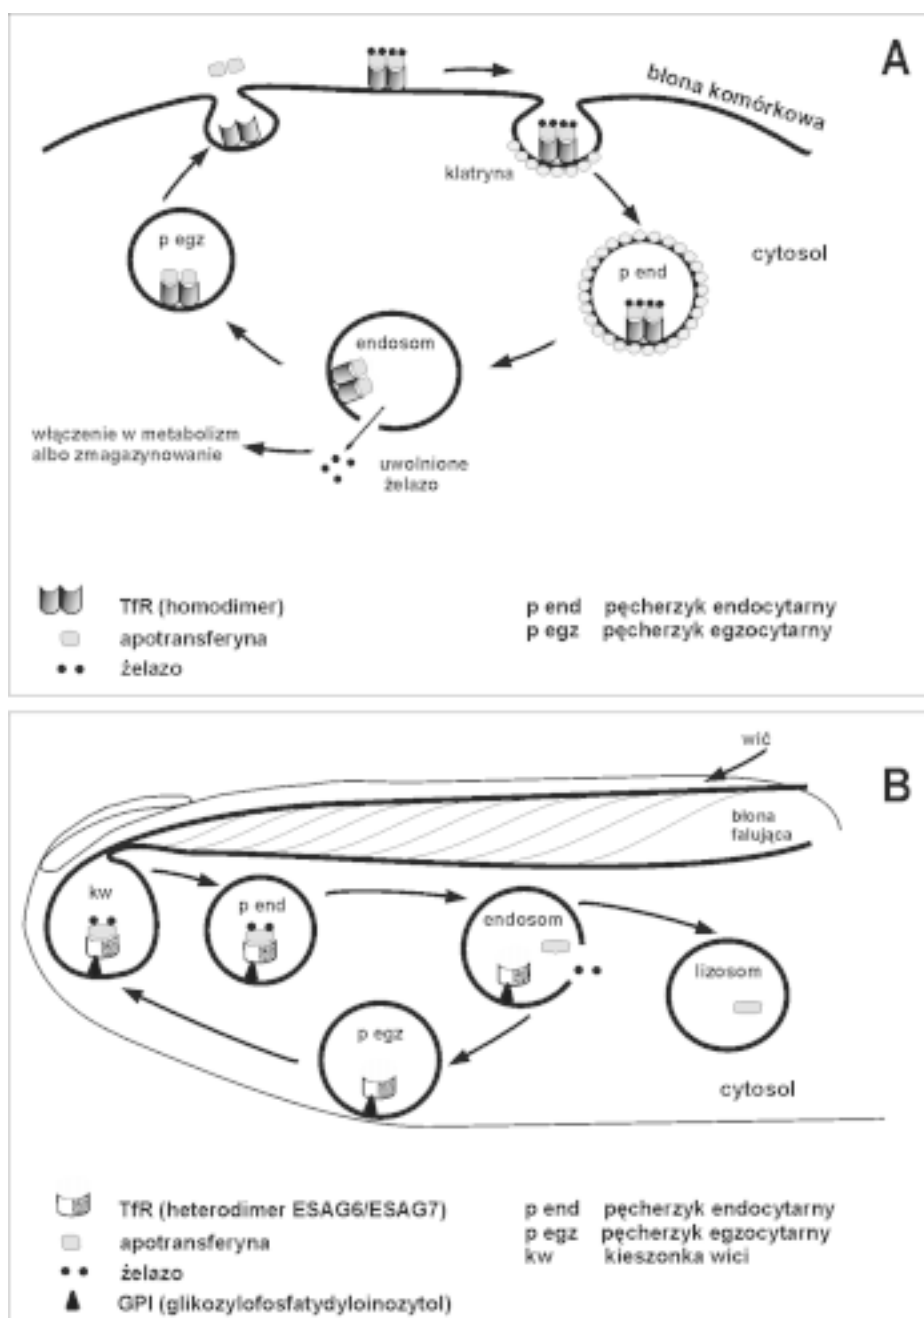 A
błona komórkowa
klatryna
p egz
cytosol
p end
endosom
włączenie w metabolizm
albo zmagazynowanie
uwolnione
żelazo
TfR (homodimer)
apotransferyna
żelazo
p end pęcherzyk endocytarny
p egz pęcherzyk egzocytarny
wić
B
błona
falująca
kw
p end
endosom
lizosom
p egz
cytosol
TfR (heterodimer ESAG6/ESAG7)
apotransferyna
żelazo
GPI (glikozylofosfatydyloinozytol)
p end pęcherzyk endocytarny
p egz pęcherzyk egzocytarny
kw kieszonka wici